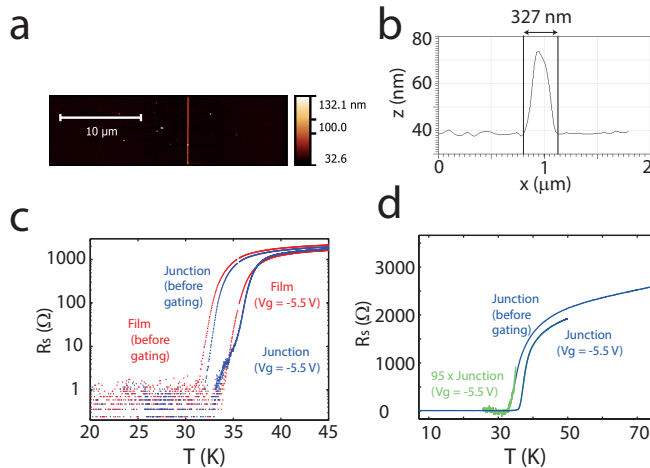 a
10 μm
132.1 nm
100.0
32.6
b
327 nm
80
60
40
z (nm)
0
1
2
x (μm)
c
1000
100
10
1
Rs (Ω)
Junction
(before
gating)
Film
(Vg = -5.5 V)
Film
(before
gating)
Junction
(Vg = -5.5 V)
20
25
30
35
40
45
T (K)
d
3000
2000
1000
0
Rs (Ω)
Junction
(before gating)
Junction
(Vg = -5.5 V)
95 x Junction
(Vg = -5.5 V)
10
30
50
70
T (K)